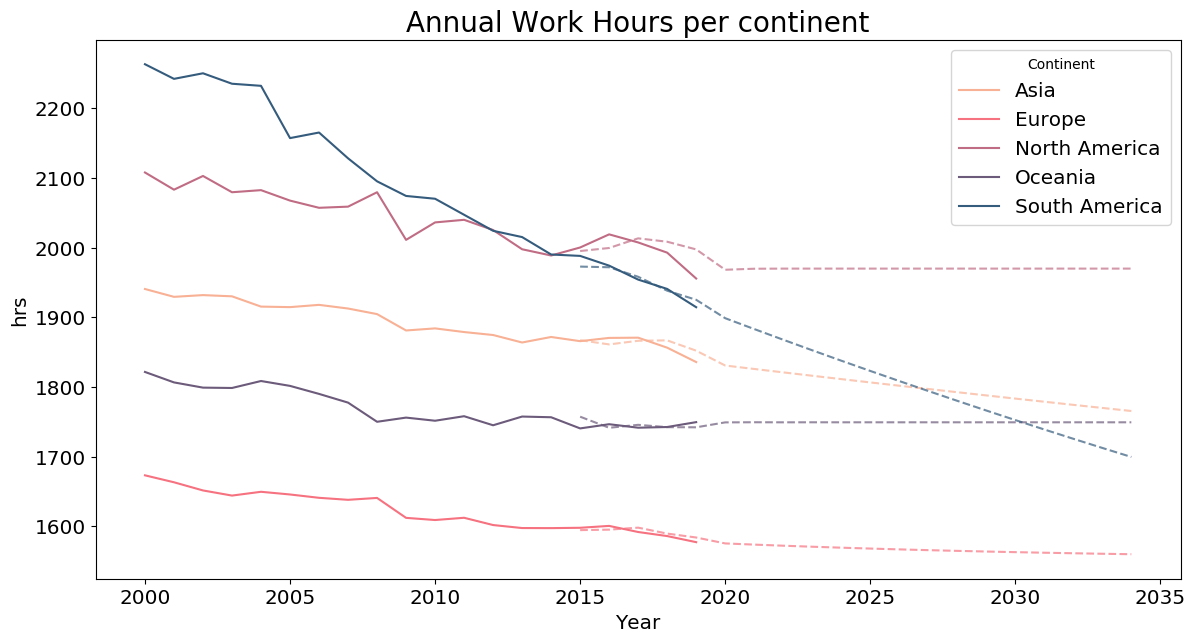 Annual Work Hours per continent
Continent
Asia
Europe
North America
Oceania
South America
hrs
2200
2100
2000
1900
1800
1700
1600
2000 2005 2010 2015 2020 2025 2030 2035
Year